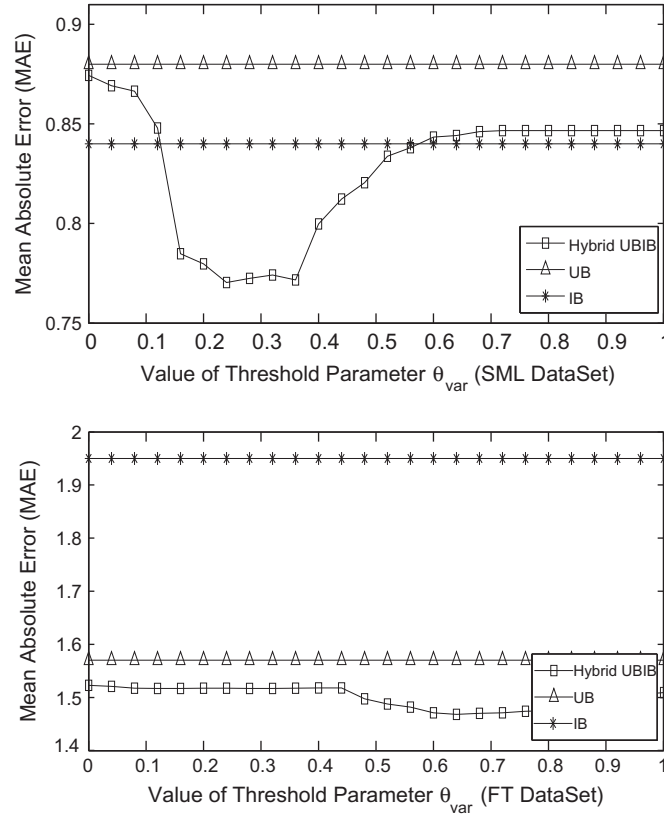 0.9
0.85
0.8
0.75
Mean Absolute Error (MAE)
Hybrid UBIB
UB
IB
0 0.1 0.2 0.3 0.4 0.5 0.6 0.7 0.8 0.9 1
Value of Threshold Parameter θvar (SML DataSet)
2
1.9
1.8
1.7
1.6
1.5
1.4
Mean Absolute Error (MAE)
Hybrid UBIB
UB
IB
0 0.1 0.2 0.3 0.4 0.5 0.6 0.7 0.8 0.9 1
Value of Threshold Parameter θvar (FT DataSet)